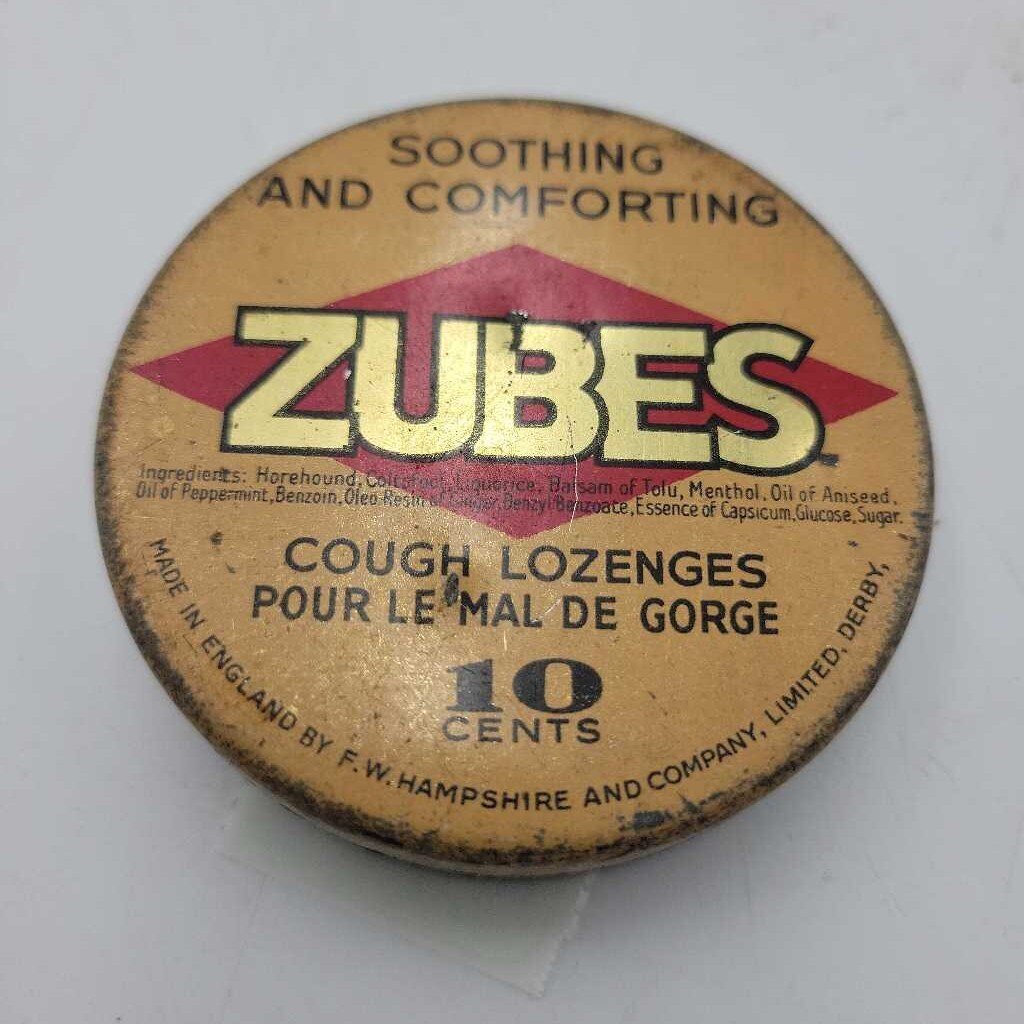 SOOTHING
AND COMFORTING
ZUBES
Ingredients: Horehound, Coltsfoot, Liquorice, Balsam of Tolu, Menthol, Oil of Aniseed,
Oil of Peppermint, Benzoin, Oleo-Resin of Ginger, Benzyl Benzoate, Essence of Capsicum, Glucose, Sugar.
COUGH LOZENGES
POUR LE MAL DE GORGE
10
CENTS
MADE IN ENGLAND BY F.W. HAMPSHIRE AND COMPANY, LIMITED, DERBY,